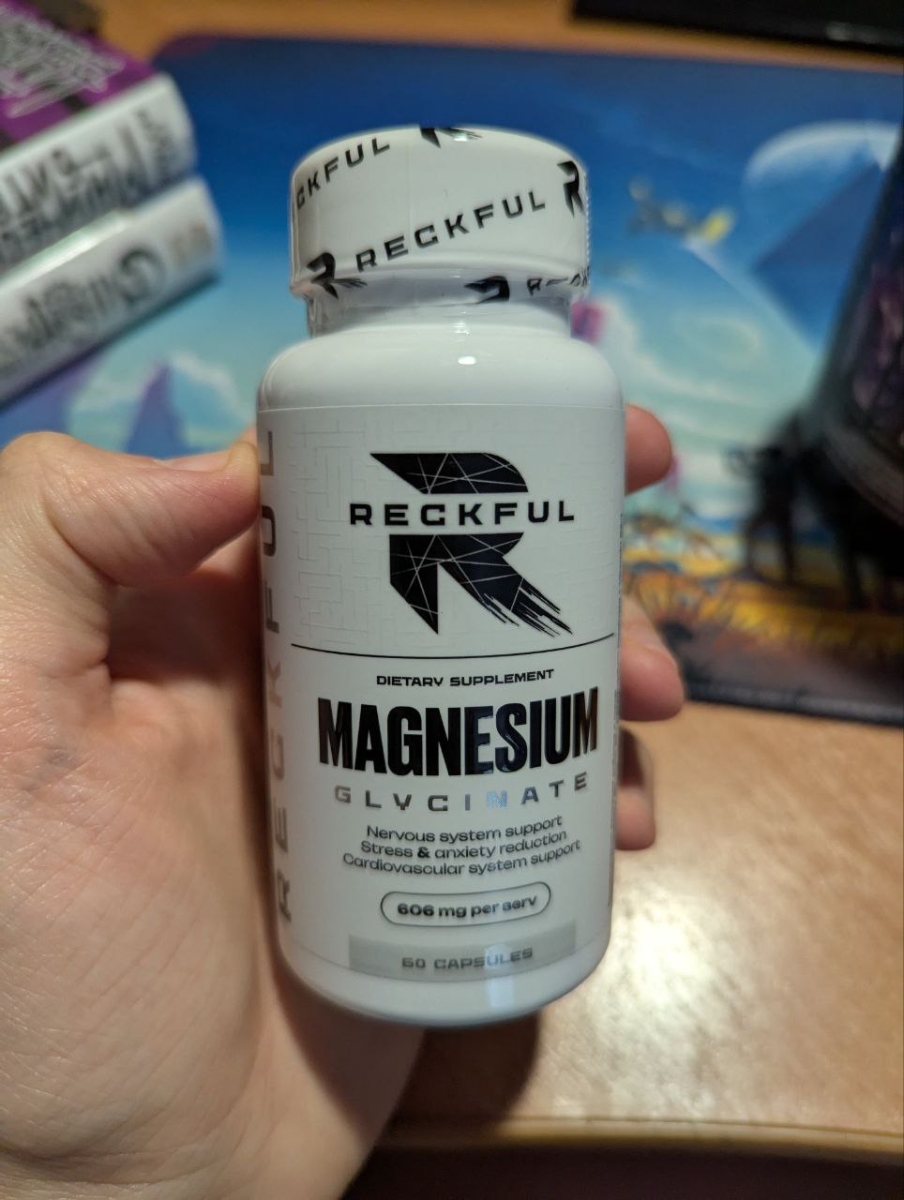 CKFUL
RECKFUL
RECKFUL
RECKFUL
DIETARY SUPPLEMENT
MAGNESIUM
GLYCINATE
Nervous system support
Stress & anxiety reduction
Cardiovascular system support
606 mg per serv
60 CAPSULES